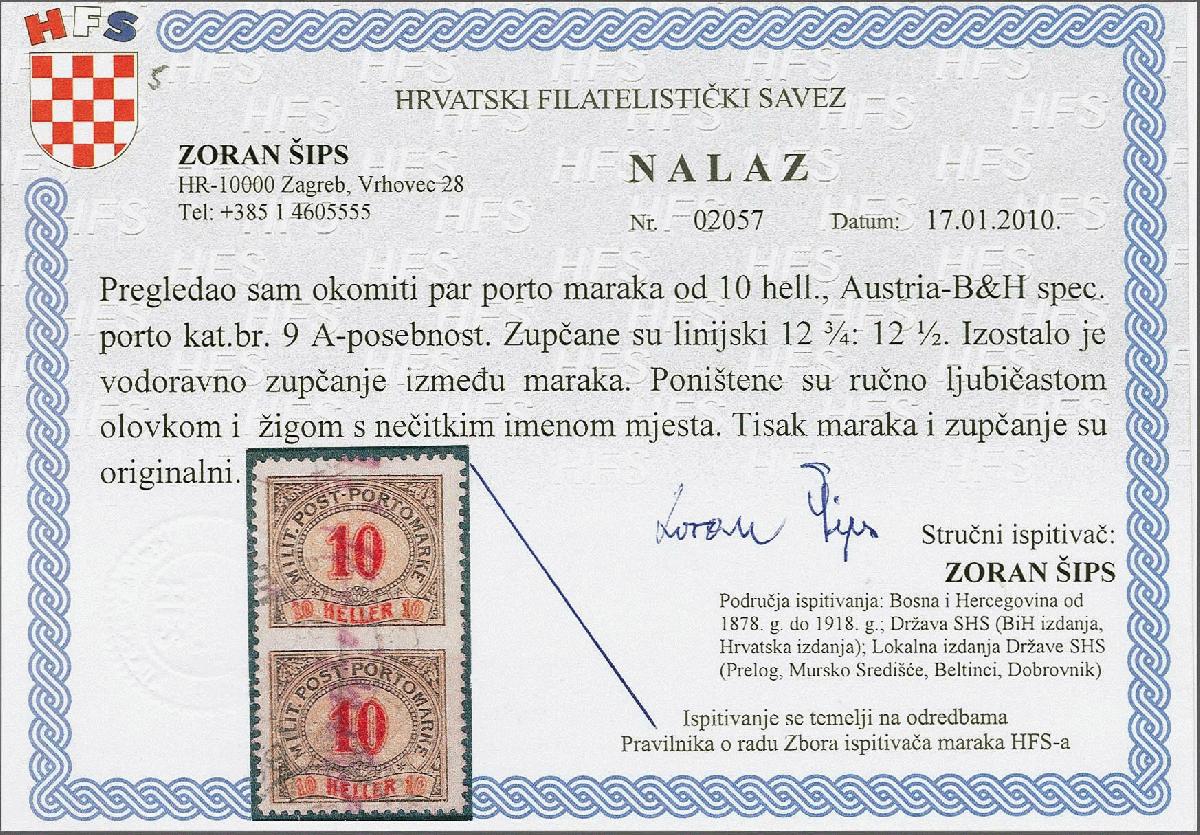 HFS
5
HRVATSKI FILATELISTIČKI SAVEZ
ZORAN ŠIPS
HR-10000 Zagreb, Vrhovec 28
Tel: +385 1 4605555
NALAZ
Nr. 02057 Datum: 17.01.2010.
Pregledao sam okomiti par porto maraka od 10 hell., Austria-B&H spec.
porto kat.br. 9 A-posebnost. Zupčane su linijski 12 ¾: 12 ½. Izostalo je
vodoravno zupčanje između maraka. Poništene su ručno ljubičastom
olovkom i žigom s nečitkim imenom mjesta. Tisak maraka i zupčanje su
originalni.
MILIT. POST-PORTOMARKE
10
10 HELLER 10
MILIT. POST-PORTOMARKE
10
10 HELLER 10
Zoran Šips
Stručni ispitivač:
ZORAN ŠIPS
Područja ispitivanja: Bosna i Hercegovina od
1878. g. do 1918. g.; Država SHS (BiH izdanja,
Hrvatska izdanja); Lokalna izdanja Države SHS
(Prelog, Mursko Središće, Beltinci, Dobrovnik)
Ispitivanje se temelji na odredbama
Pravilnika o radu Zbora ispitivača maraka HFS-a